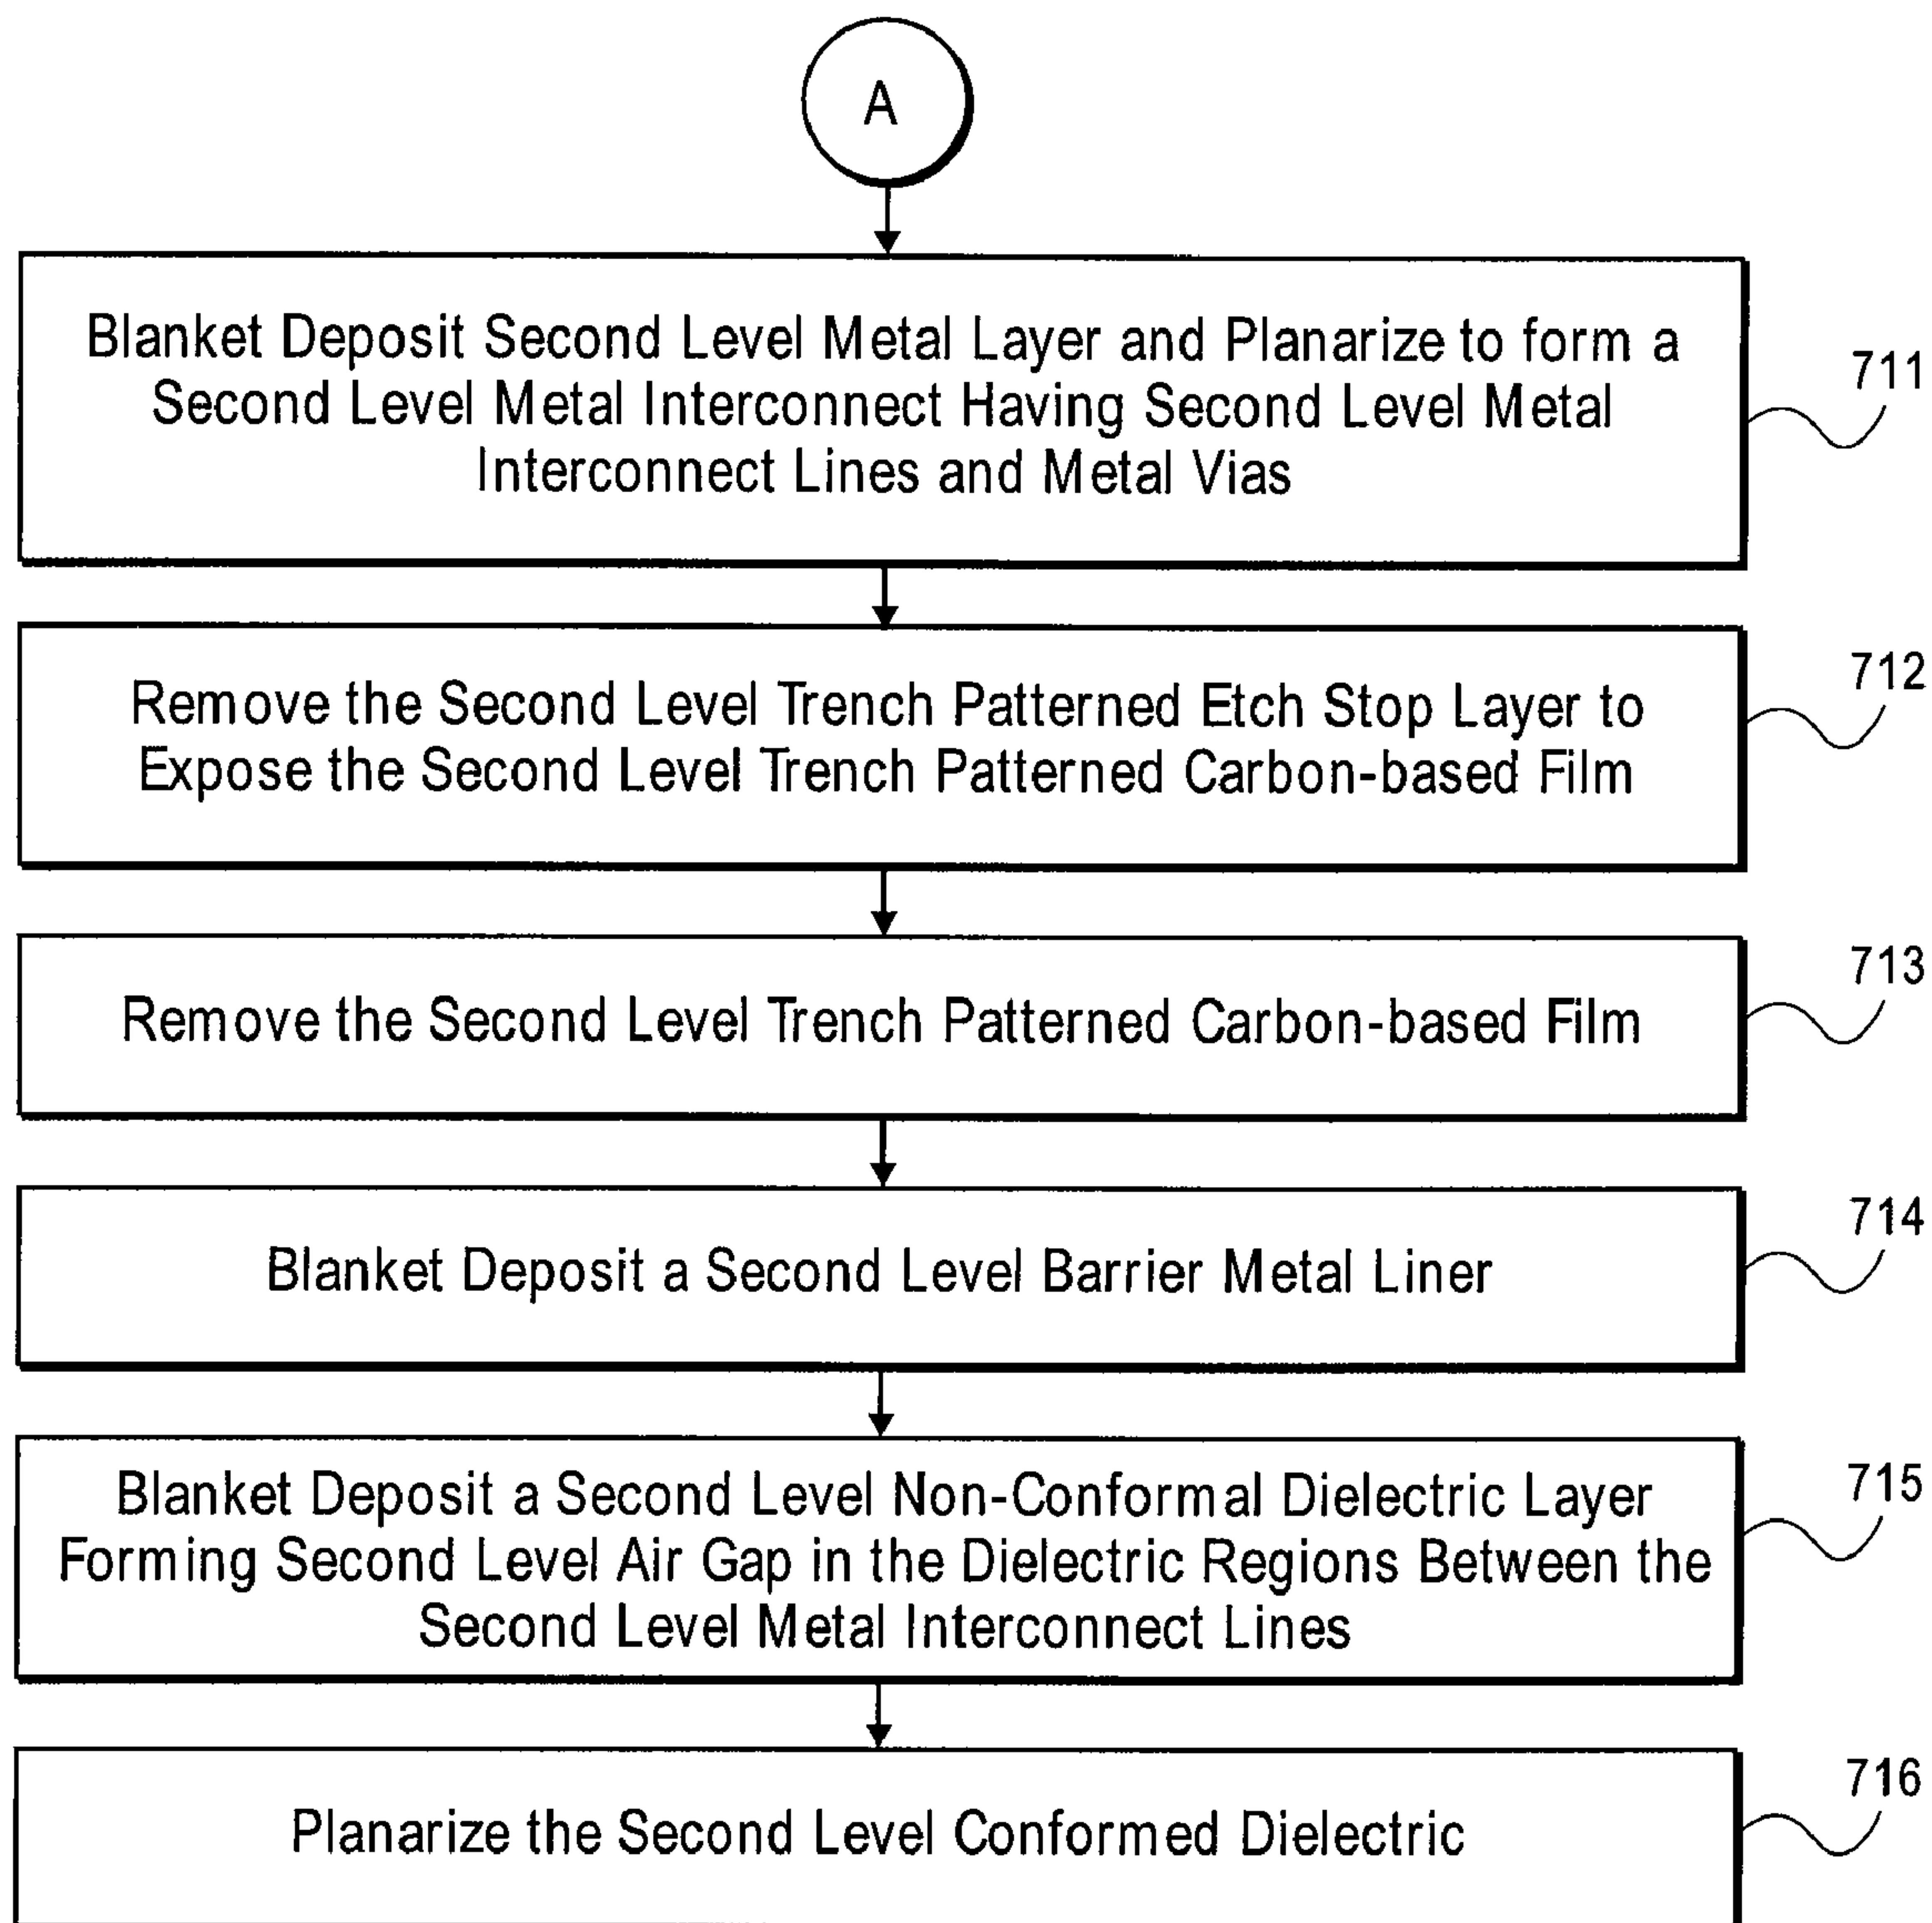 A
Blanket Deposit Second Level Metal Layer and Planarize to form a
Second Level Metal Interconnect Having Second Level Metal
Interconnect Lines and Metal Vias
711
Remove the Second Level Trench Patterned Etch Stop Layer to
Expose the Second Level Trench Patterned Carbon-based Film
712
Remove the Second Level Trench Patterned Carbon-based Film
713
Blanket Deposit a Second Level Barrier Metal Liner
714
Blanket Deposit a Second Level Non-Conformal Dielectric Layer
Forming Second Level Air Gap in the Dielectric Regions Between the
Second Level Metal Interconnect Lines
715
Planarize the Second Level Conformed Dielectric
716